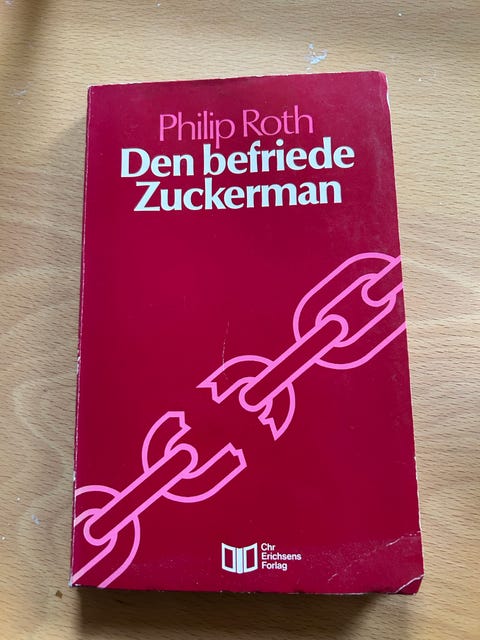 Philip Roth
Den befriede
Zuckerman
Chr
Erichsens
Forlag